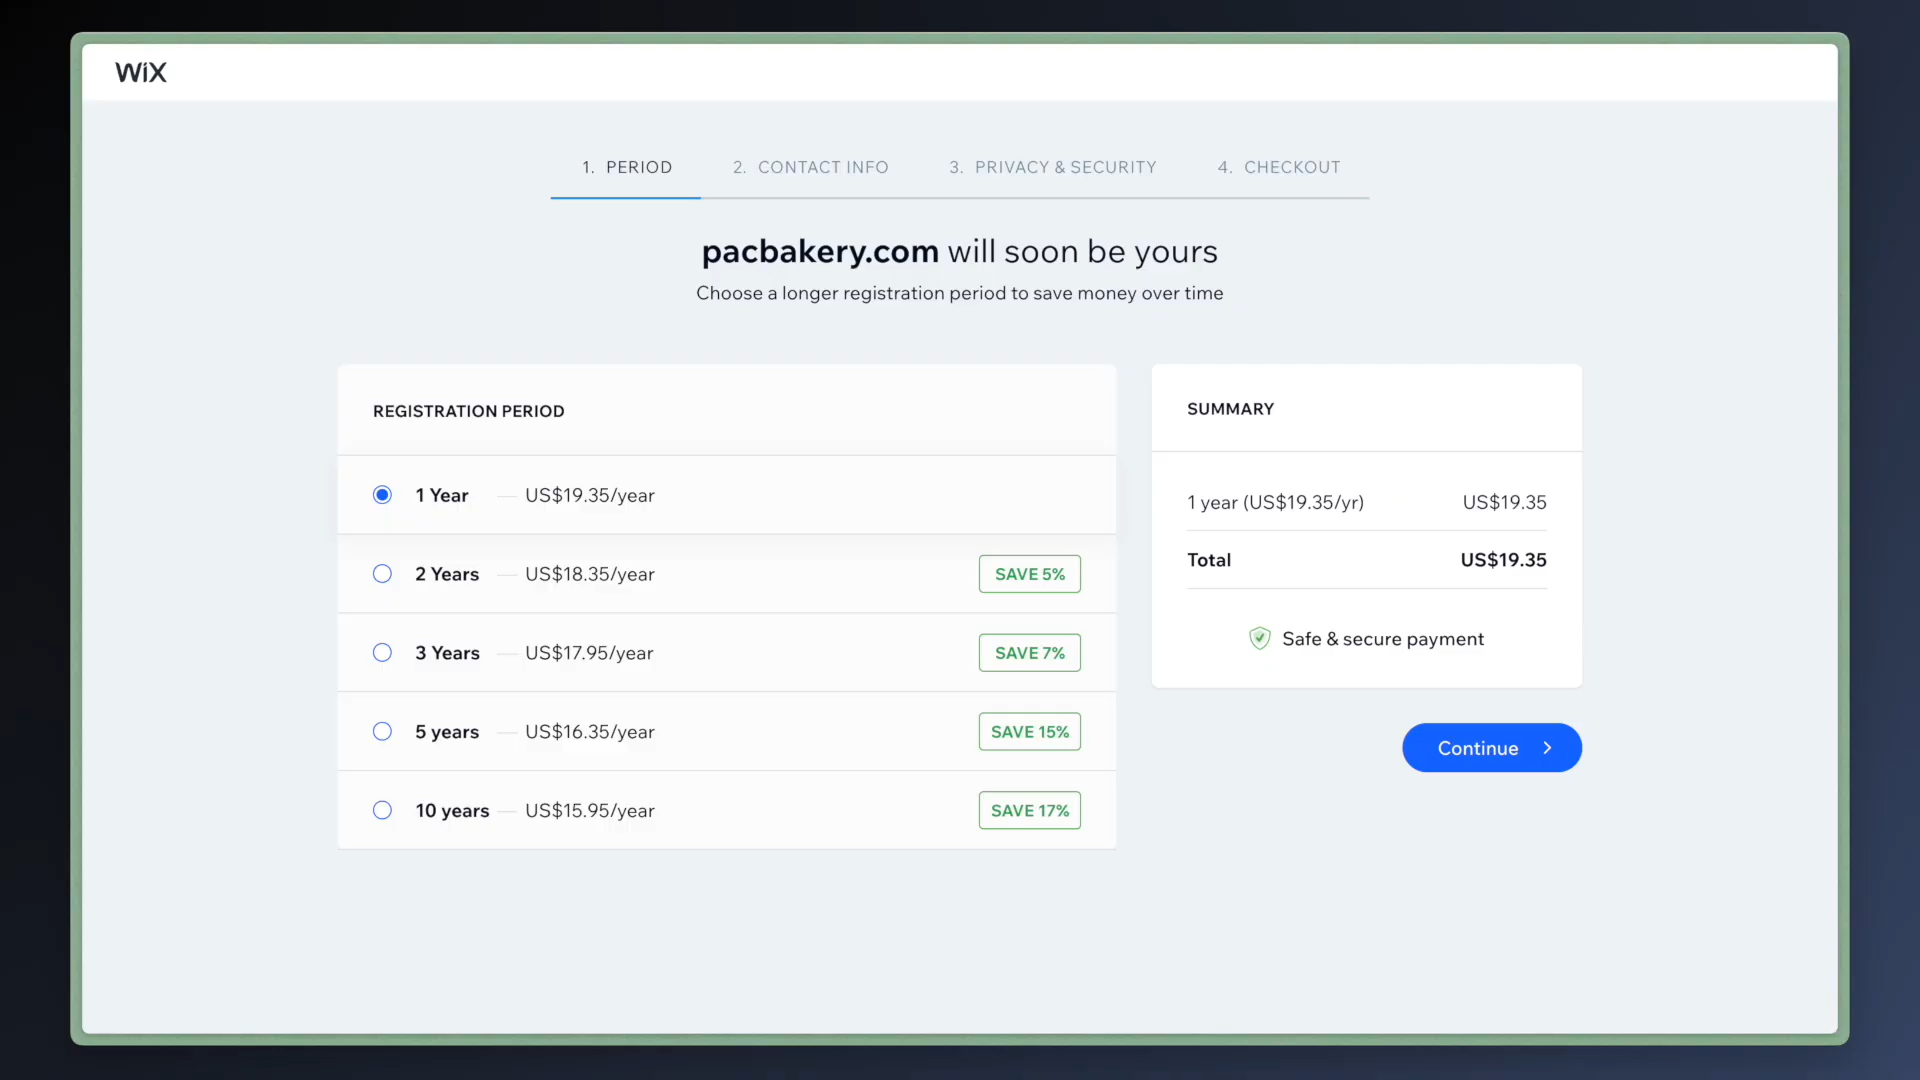 WiX
1. PERIOD
2. CONTACT INFO
3. PRIVACY & SECURITY
4. CHECKOUT
pacbakery.com will soon be yours
Choose a longer registration period to save money over time
REGISTRATION PERIOD
1 Year — US$19.35/year
2 Years — US$18.35/year SAVE 5%
3 Years — US$17.95/year SAVE 7%
5 years — US$16.35/year SAVE 15%
10 years — US$15.95/year SAVE 17%
SUMMARY
1 year (US$19.35/yr) US$19.35
Total US$19.35
Safe & secure payment
Continue